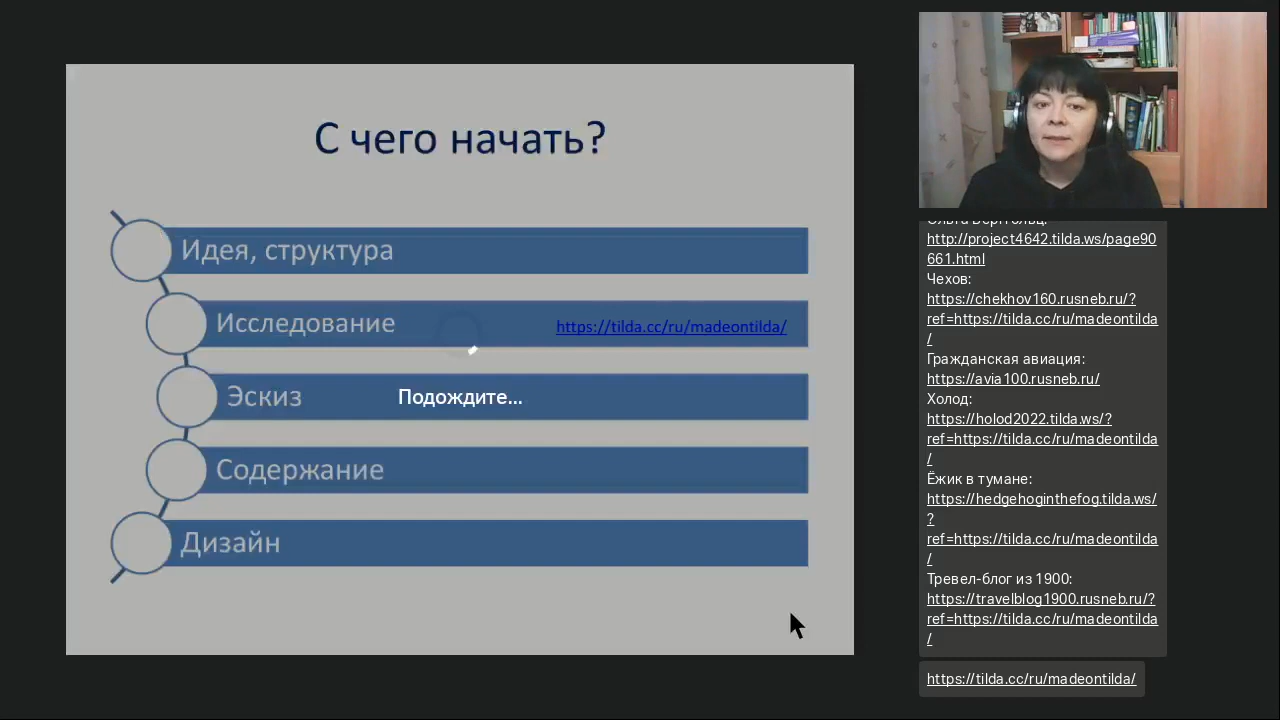 С чего начать?
Идея, структура
Исследование https://tilda.cc/ru/madeontilda/
Эскиз
Подождите...
Содержание
Дизайн
http://project4642.tilda.ws/page90
661.html
Чехов:
https://chekhov160.rusneb.ru/?
ref=https://tilda.cc/ru/madeontilda
/
Гражданская авиация:
https://avia100.rusneb.ru/
Холод:
https://holod2022.tilda.ws/?
ref=https://tilda.cc/ru/madeontilda
/
Ёжик в тумане:
https://hedgehoginthefog.tilda.ws/
?
ref=https://tilda.cc/ru/madeontilda
/
Тревел-блог из 1900:
https://travelblog1900.rusneb.ru/?
ref=https://tilda.cc/ru/madeontilda
/
https://tilda.cc/ru/madeontilda/